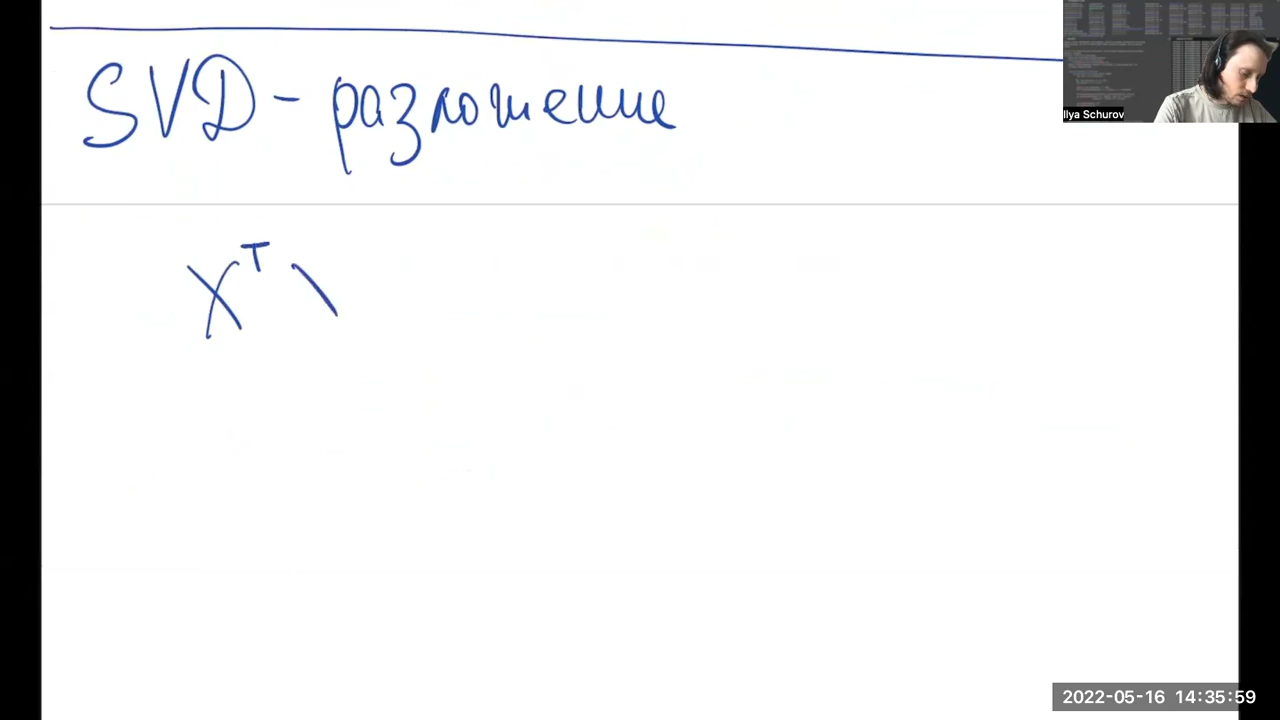 SVD - разложение
Xᵀ \
Ilya Schurov
2022-05-16 14:35:59